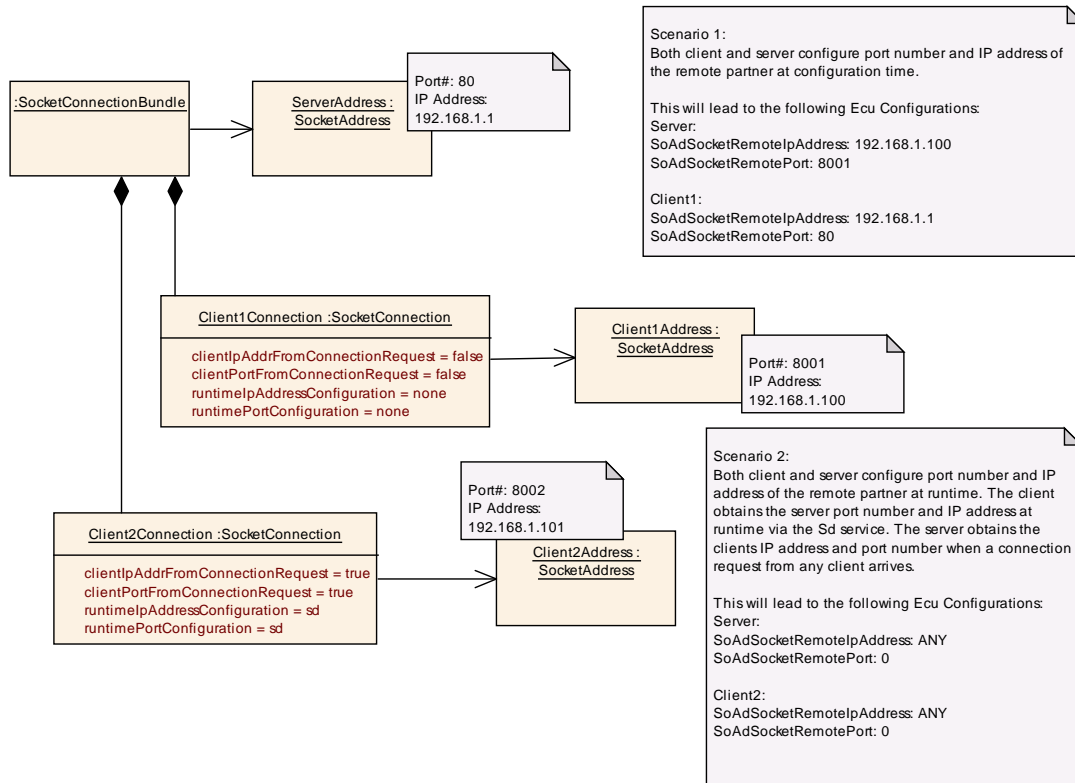 :SocketConnectionBundle
ServerAddress :
SocketAddress
Port#: 80
IP Address:
192.168.1.1
Scenario 1:
Both client and server configure port number and IP address of
the remote partner at configuration time.
This will lead to the following Ecu Configurations:
Server:
SoAdSocketRemoteIpAddress: 192.168.1.100
SoAdSocketRemotePort: 8001
Client1:
SoAdSocketRemoteIpAddress: 192.168.1.1
SoAdSocketRemotePort: 80
Client1Connection :SocketConnection
clientIpAddrFromConnectionRequest = false
clientPortFromConnectionRequest = false
runtimeIpAddressConfiguration = none
runtimePortConfiguration = none
Client1Address :
SocketAddress
Port#: 8001
IP Address:
192.168.1.100
Client2Connection :SocketConnection
clientIpAddrFromConnectionRequest = true
clientPortFromConnectionRequest = true
runtimeIpAddressConfiguration = sd
runtimePortConfiguration = sd
Port#: 8002
IP Address:
192.168.1.101
Client2Address :
SocketAddress
Scenario 2:
Both client and server configure port number and IP
address of the remote partner at runtime. The client
obtains the server port number and IP address at
runtime via the Sd service. The server obtains the
clients IP address and port number when a connection
request from any client arrives.
This will lead to the following Ecu Configurations:
Server:
SoAdSocketRemoteIpAddress: ANY
SoAdSocketRemotePort: 0
Client2:
SoAdSocketRemoteIpAddress: ANY
SoAdSocketRemotePort: 0